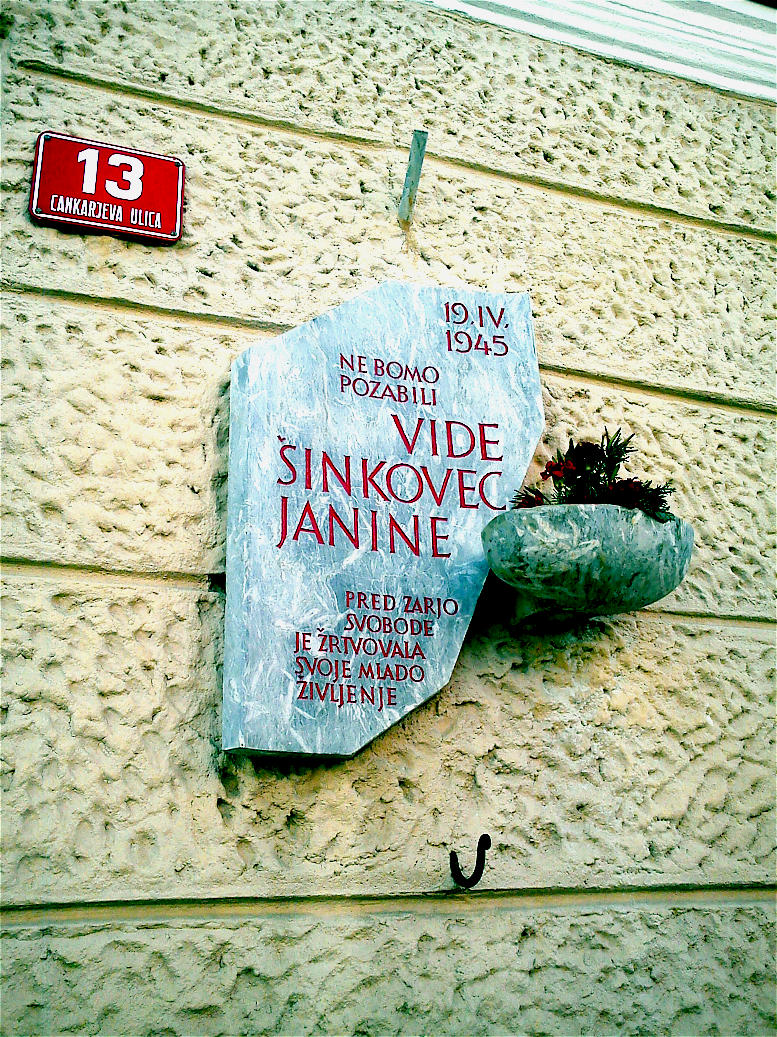 13
CANKARJEVA ULICA
19.IV.
1945
NE BOMO
POZABILI
VIDE
ŠINKOVEC
JANINE
PRED ZARJO
SVOBODE
JE ŽRTVOVALA
SVOJE MLADO
ŽIVLJENJE